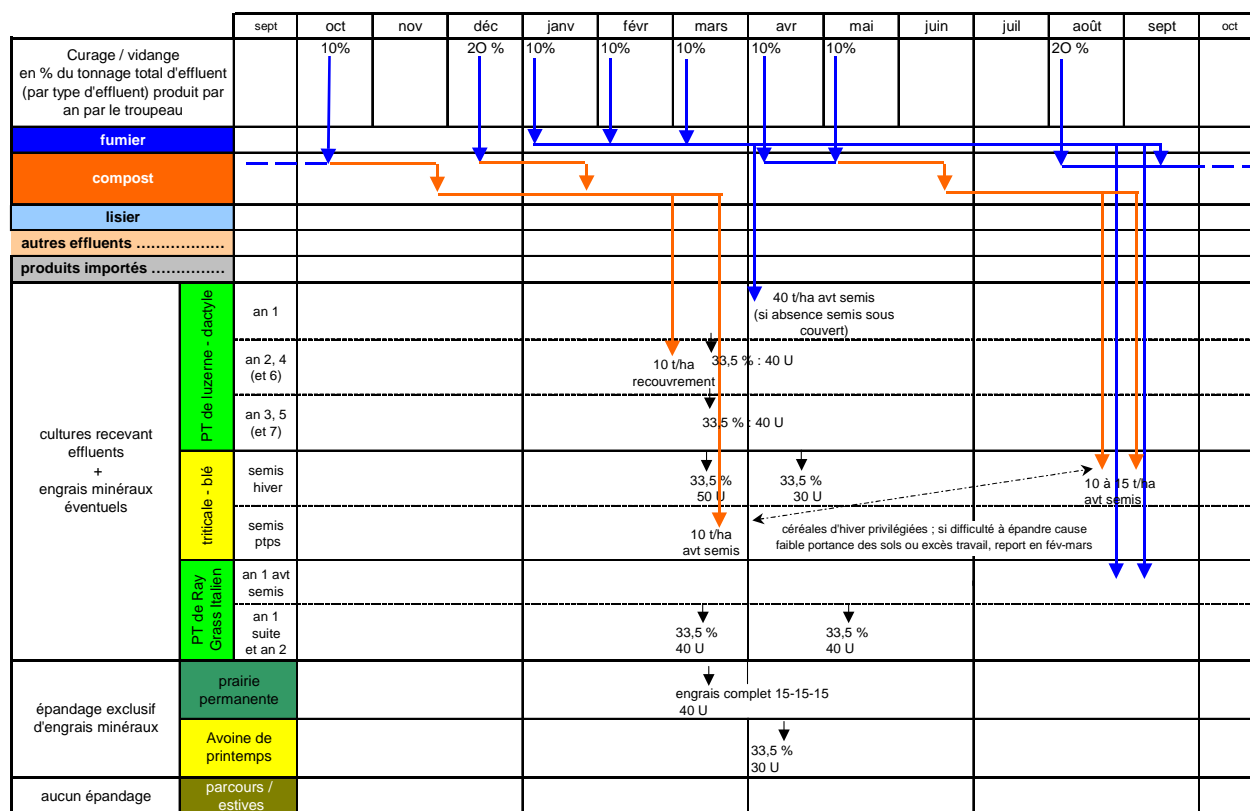 sept oct nov déc janv févr mars avr mai juin juil août sept oct
Curage / vidange
en % du tonnage total d'effluent
(par type d'effluent) produit par
an par le troupeau
10% 2O % 10% 10% 10% 10% 10% 2O %
fumier
compost
lisier
autres effluents ..................
produits importés ...............
cultures recevant
effluents
+
engrais minéraux
éventuels
PT de luzerne - dactyle
an 1
40 t/ha avt semis
(si absence semis sous
couvert)
an 2, 4
(et 6)
10 t/ha
recouvrement
33,5 % : 40 U
an 3, 5
(et 7)
33,5 % : 40 U
triticale - blé
semis
hiver
33,5 %
50 U
33,5 %
30 U
10 à 15 t/ha
avt semis
semis
ptps
10 t/ha
avt semis
céréales d'hiver privilégiées ; si difficulté à épandre cause
faible portance des sols ou excès travail, report en fév-mars
PT de Ray
Grass Italien
an 1 avt
semis
an 1
suite
et an 2
33,5 %
40 U
33,5 %
40 U
épandage exclusif
d'engrais minéraux
prairie
permanente
engrais complet 15-15-15
40 U
Avoine de
printemps
33,5 %
30 U
aucun épandage
parcours /
estives